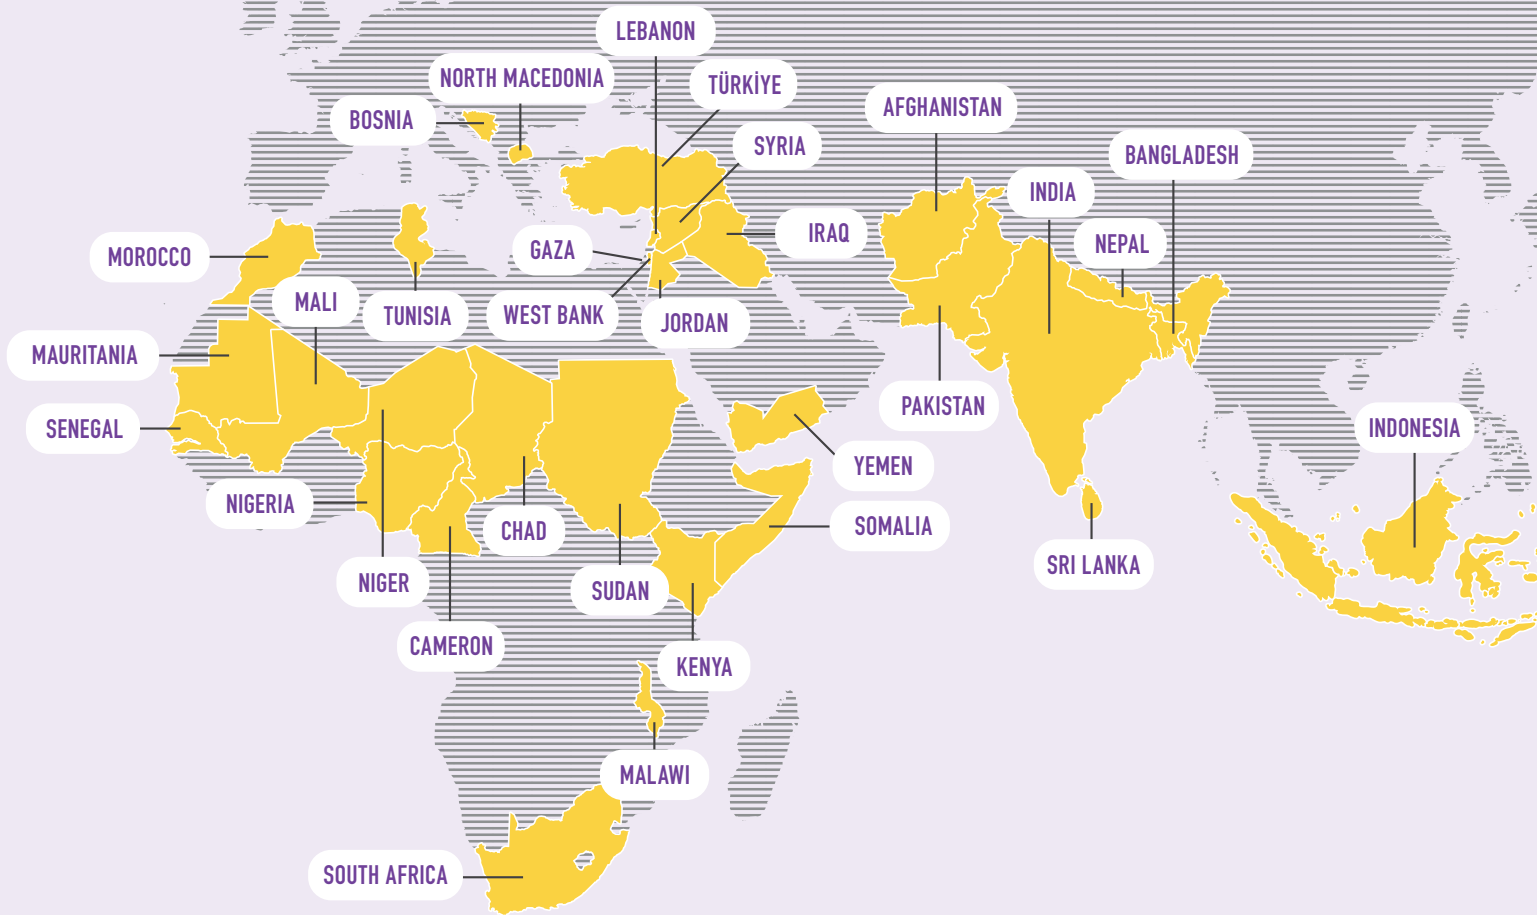 LEBANON
NORTH MACEDONIA
TÜRKİYE
BOSNIA
AFGHANISTAN
SYRIA
BANGLADESH
INDIA
MOROCCO
GAZA
IRAQ
NEPAL
MALI
TUNISIA
WEST BANK
JORDAN
MAURITANIA
SENEGAL
PAKISTAN
INDONESIA
YEMEN
NIGERIA
CHAD
SOMALIA
NIGER
SUDAN
SRI LANKA
CAMERON
KENYA
MALAWI
SOUTH AFRICA